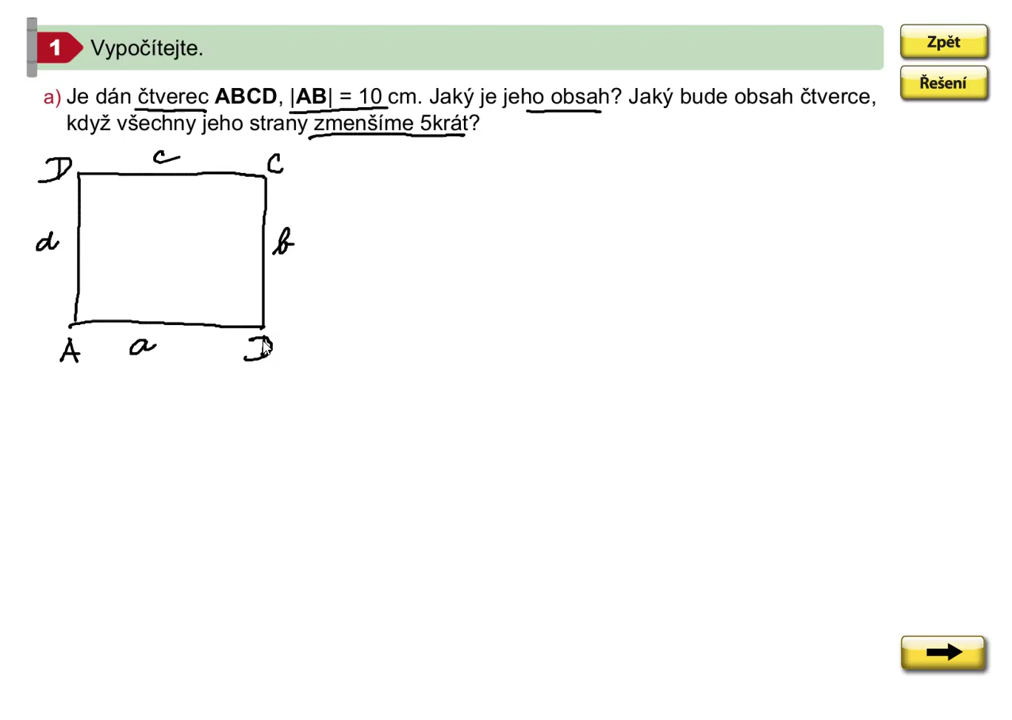 1 Vypočítejte.
Zpět
Řešení
a) Je dán čtverec ABCD, |AB| = 10 cm. Jaký je jeho obsah? Jaký bude obsah čtverce,
když všechny jeho strany zmenšíme 5krát?
D c C
d b
A a D